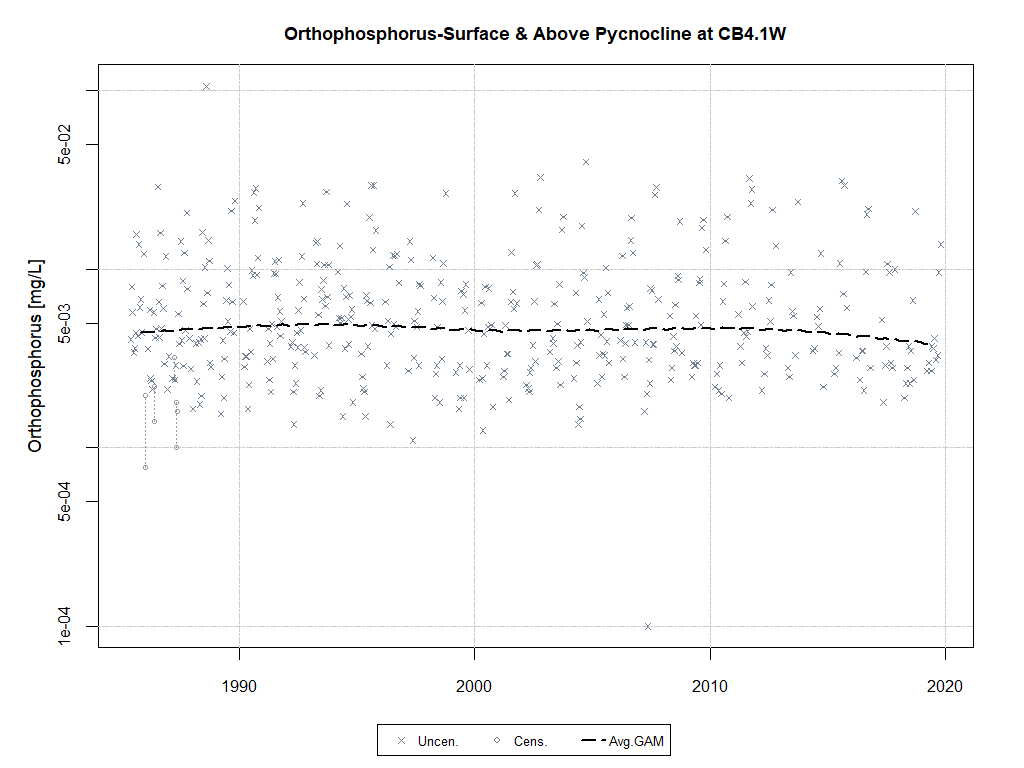 Orthophosphorus-Surface & Above Pycnocline at CB4.1W
Orthophosphorus [mg/L]
5e-02
5e-03
5e-04
1e-04
1990
2000
2010
2020
Uncen.
Cens.
Avg.GAM